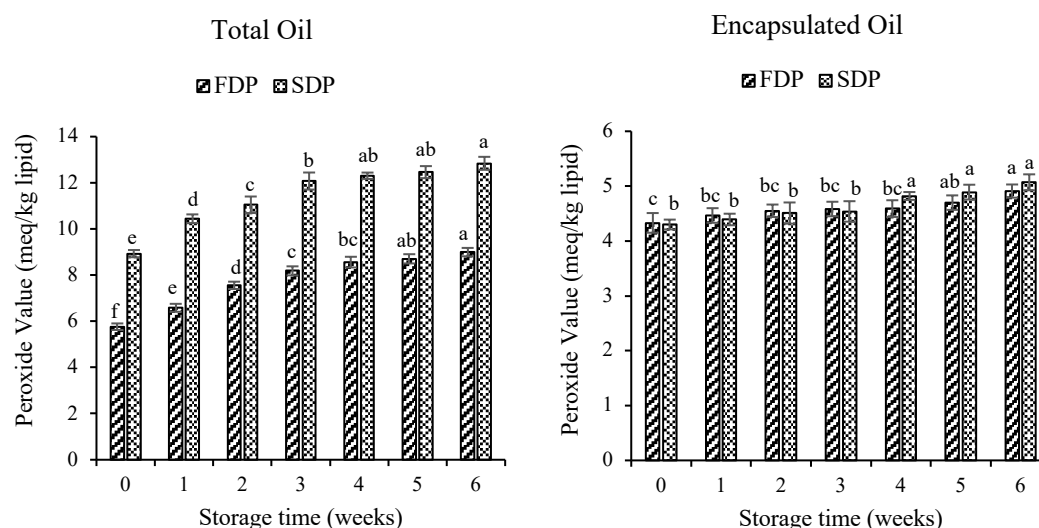 Total Oil
FDP SDP
Peroxide Value (meq/kg lipid)
14
12
10
8
6
4
2
0
f e e d d c c b bc ab ab ab a a
0 1 2 3 4 5 6
Storage time (weeks)
Encapsulated Oil
FDP SDP
Peroxide Value (meq/kg lipid)
6
5
4
3
2
1
0
c b bc b bc b bc b bc a ab a a a
0 1 2 3 4 5 6
Storage time (weeks)